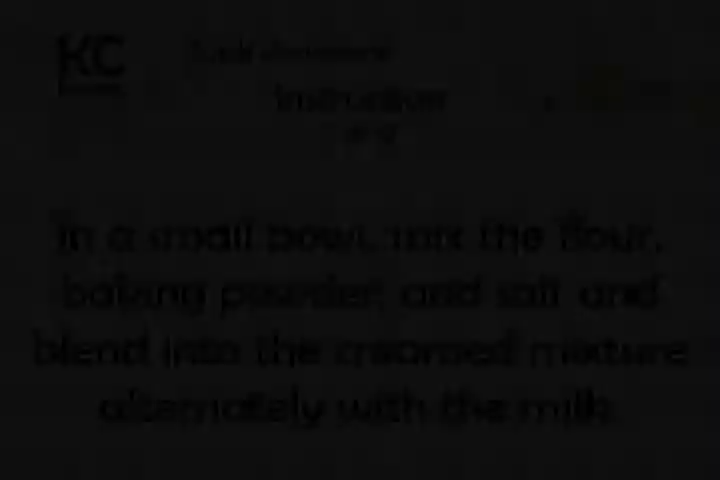 KC
Instruction
In a small bowl, mix the flour,
baking powder, and salt and
blend into the creamed mixture
alternately with the milk.